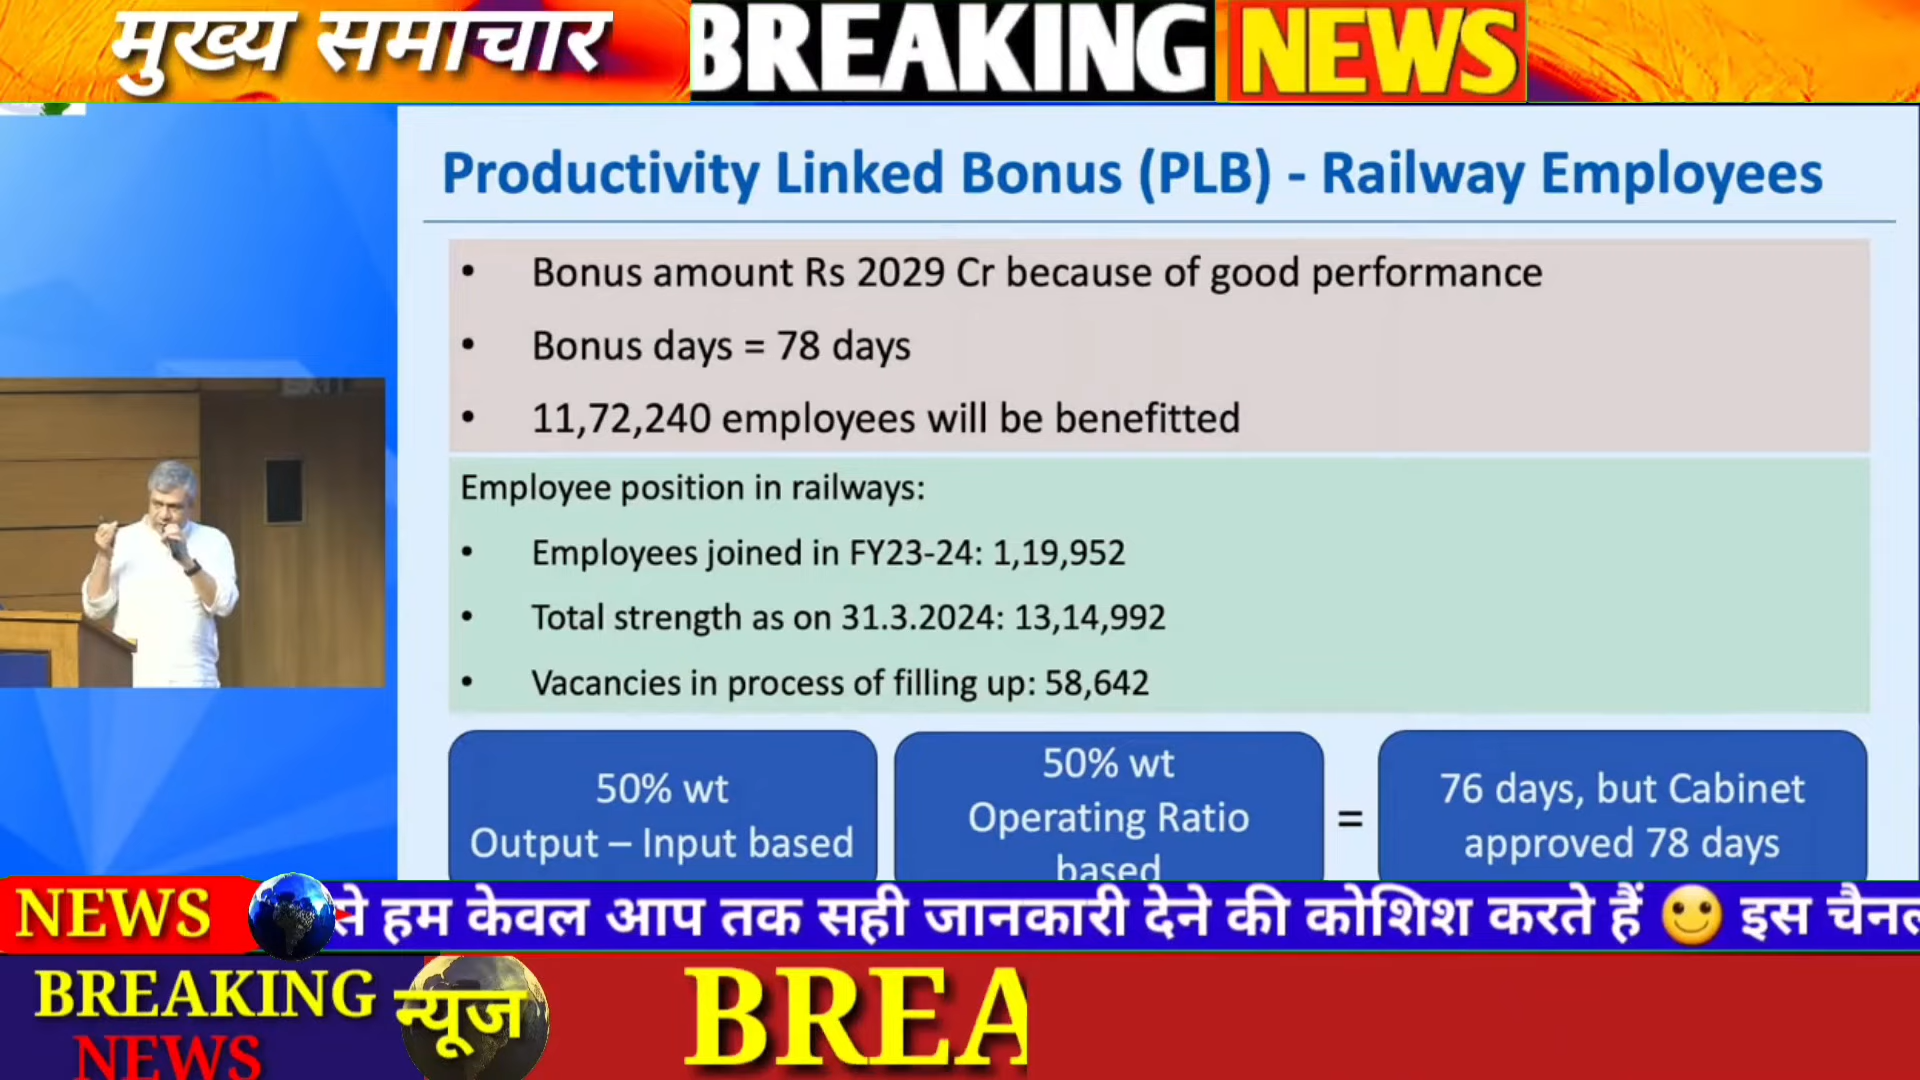 मुख्य समाचार
BREAKING NEWS
Productivity Linked Bonus (PLB) - Railway Employees
• Bonus amount Rs 2029 Cr because of good performance
• Bonus days = 78 days
• 11,72,240 employees will be benefitted
Employee position in railways:
• Employees joined in FY23-24: 1,19,952
• Total strength as on 31.3.2024: 13,14,992
• Vacancies in process of filling up: 58,642
50% wt
Output – Input based
50% wt
Operating Ratio
based
=
76 days, but Cabinet
approved 78 days
NEWS
से हम केवल आप तक सही जानकारी देने की कोशिश करते हैं 🙂 इस
BREAKING
NEWS
न्यूज
BREA